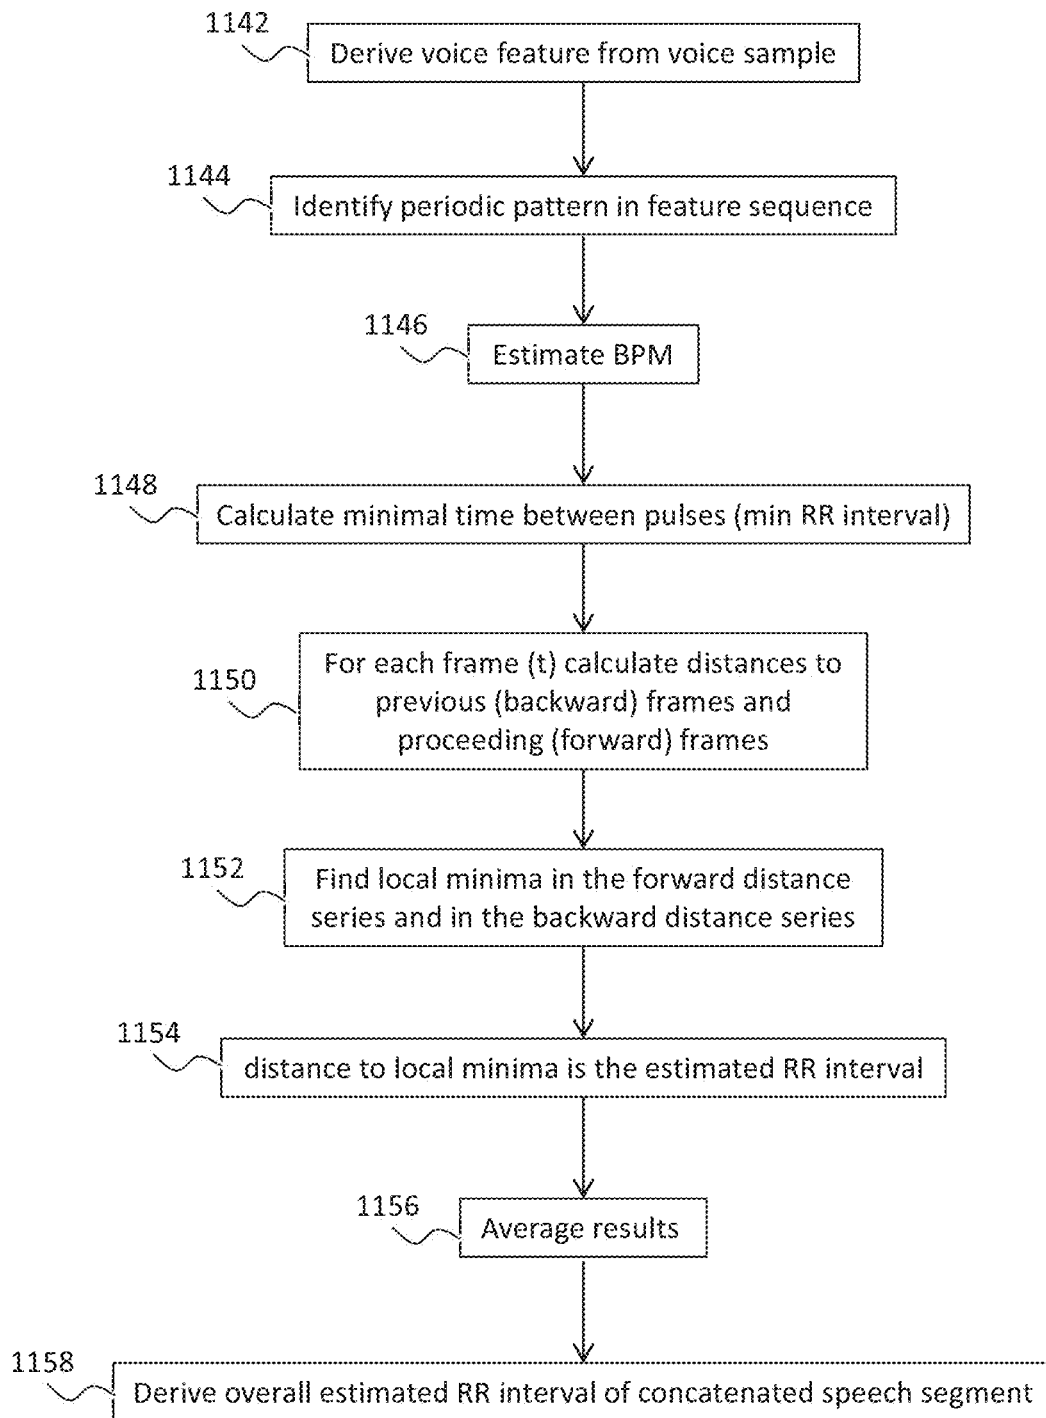 1142
Derive voice feature from voice sample
1144
Identify periodic pattern in feature sequence
1146
Estimate BPM
1148
Calculate minimal time between pulses (min RR interval)
1150
For each frame (t) calculate distances to
previous (backward) frames and
proceeding (forward) frames
1152
Find local minima in the forward distance
series and in the backward distance series
1154
distance to local minima is the estimated RR interval
1156
Average results
1158
Derive overall estimated RR interval of concatenated speech segment